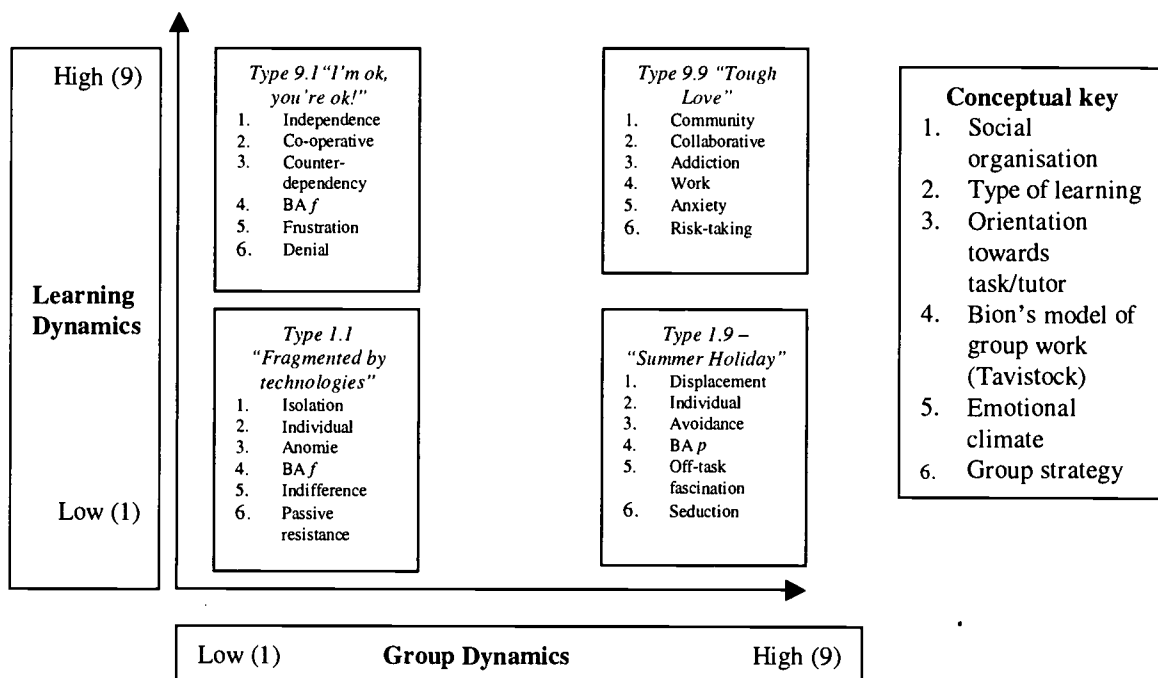 High (9)
Learning
Dynamics
Low (1)
Type 9.1 "I'm ok,
you're ok!"
1. Independence
2. Co-operative
3. Counter-
dependency
4. BAf
5. Frustration
6. Denial
Type 9.9 "Tough
Love"
1. Community
2. Collaborative
3. Addiction
4. Work
5. Anxiety
6. Risk-taking
Type 1.1
"Fragmented by
technologies"
1. Isolation
2. Individual
3. Anomie
4. BAf
5. Indifference
6. Passive
resistance
Type 1.9 –
"Summer Holiday"
1. Displacement
2. Individual
3. Avoidance
4. BAp
5. Off-task
fascination
6. Seduction
Conceptual key
1. Social
organisation
2. Type of learning
3. Orientation
towards
task/tutor
4. Bion's model of
group work
(Tavistock)
5. Emotional
climate
6. Group strategy
Low (1) Group Dynamics High (9)